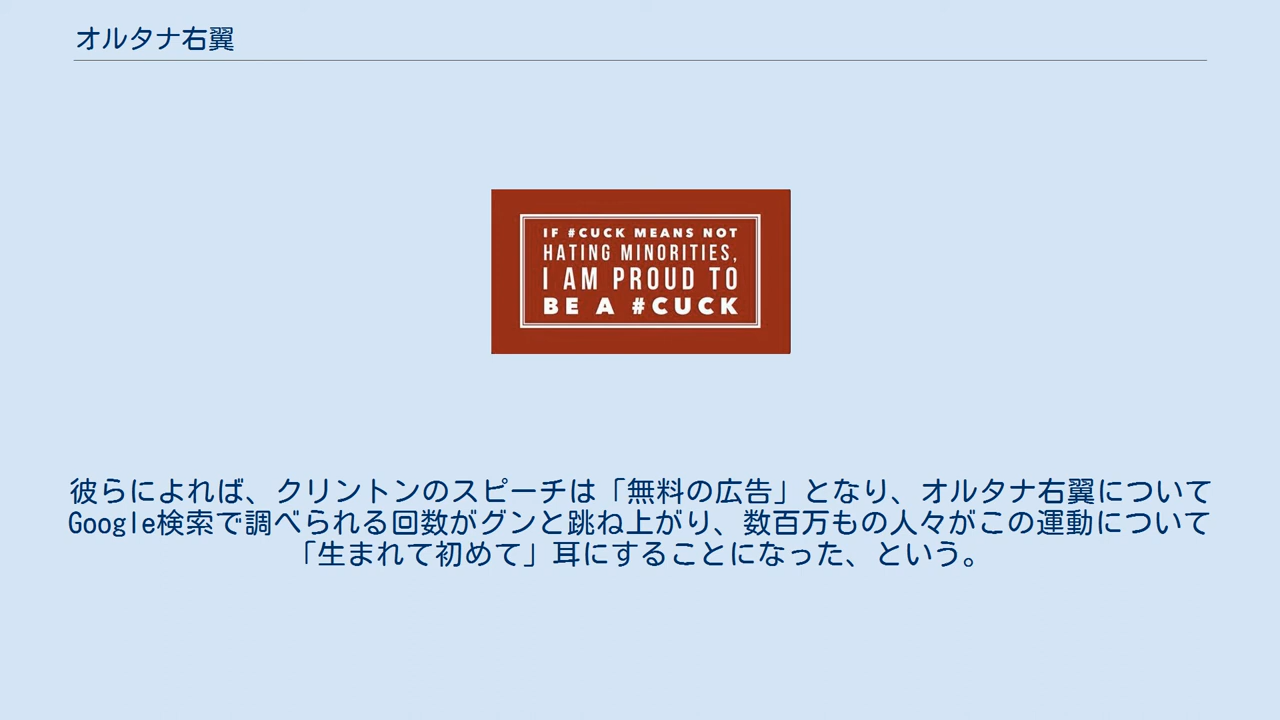 オルタナ右翼
IF #CUCK MEANS NOT
HATING MINORITIES,
I AM PROUD TO
BE A #CUCK
彼らによれば、クリントンのスピーチは「無料の広告」となり、オルタナ右翼について
Google検索で調べられる回数がグンと跳ね上がり、数百万もの人々がこの運動について
「生まれて初めて」耳にすることになった、という。